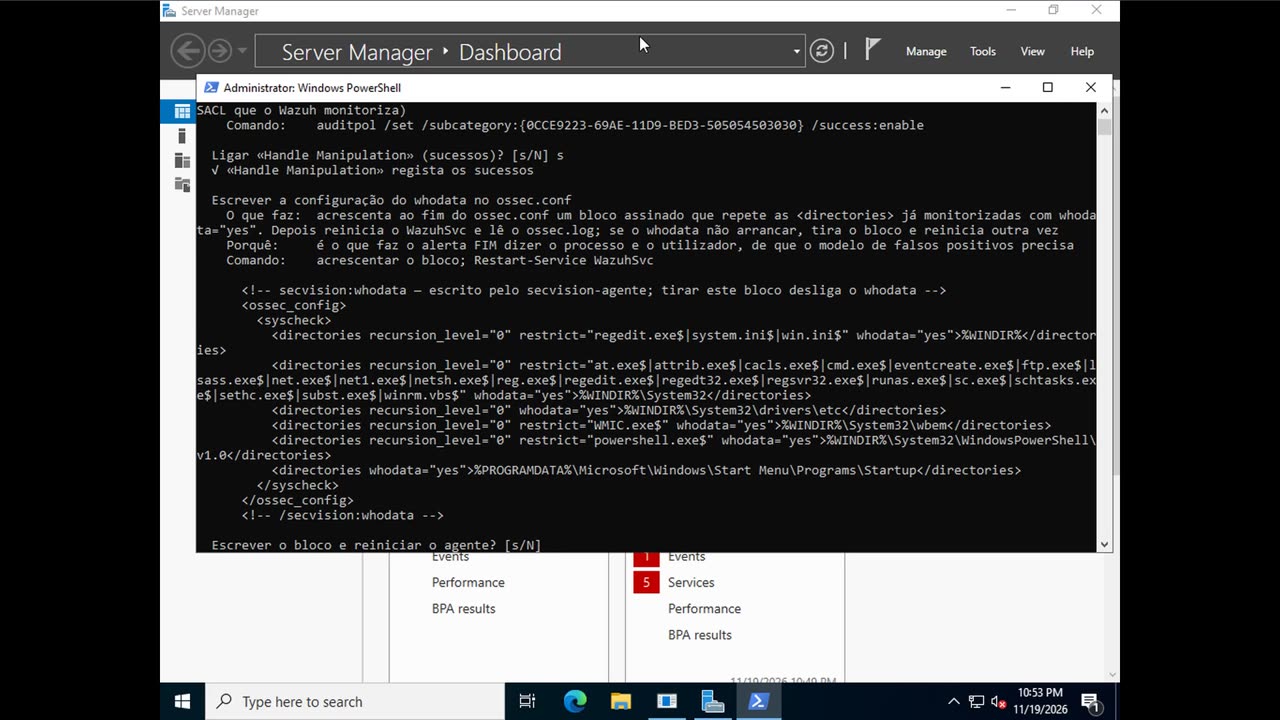 Server Manager
Server Manager ‣ Dashboard
Manage Tools View Help
Administrator: Windows PowerShell
SACL que o Wazuh monitoriza)
Comando: auditpol /set /subcategory:{0CCE9223-69AE-11D9-BED3-505054503030} /success:enable
Ligar «Handle Manipulation» (sucessos)? [s/N] s
√ «Handle Manipulation» regista os sucessos
Escrever a configuração do whodata no ossec.conf
O que faz: acrescenta ao fim do ossec.conf um bloco assinado que repete as <directories> já monitorizadas com whoda
ta="yes". Depois reinicia o WazuhSvc e lê o ossec.log; se o whodata não arrancar, tira o bloco e reinicia outra vez
Porquê: é o que faz o alerta FIM dizer o processo e o utilizador, de que o modelo de falsos positivos precisa
Comando: acrescentar o bloco; Restart-Service WazuhSvc
<!-- secvision:whodata — escrito pelo secvision-agente; tirar este bloco desliga o whodata -->
<ossec_config>
<syscheck>
<directories recursion_level="0" restrict="regedit.exe$|system.ini$|win.ini$" whodata="yes">%WINDIR%</director
ies>
<directories recursion_level="0" restrict="at.exe$|attrib.exe$|cacls.exe$|cmd.exe$|eventcreate.exe$|ftp.exe$|l
sass.exe$|net.exe$|net1.exe$|netsh.exe$|reg.exe$|regedit.exe$|regedt32.exe$|regsvr32.exe$|runas.exe$|sc.exe$|schtasks.ex
e$|sethc.exe$|subst.exe$|winrm.vbs$" whodata="yes">%WINDIR%\System32</directories>
<directories recursion_level="0" whodata="yes">%WINDIR%\System32\drivers\etc</directories>
<directories recursion_level="0" restrict="WMIC.exe$" whodata="yes">%WINDIR%\System32\wbem</directories>
<directories recursion_level="0" restrict="powershell.exe$" whodata="yes">%WINDIR%\System32\WindowsPowerShell\
v1.0</directories>
<directories whodata="yes">%PROGRAMDATA%\Microsoft\Windows\Start Menu\Programs\Startup</directories>
</syscheck>
</ossec_config>
<!-- /secvision:whodata -->
Escrever o bloco e reiniciar o agente? [s/N]
Events
1 Events
Performance
5 Services
BPA results
Performance
BPA results
11/19/2026 10:49 PM
Type here to search
10:53 PM
11/19/2026
1